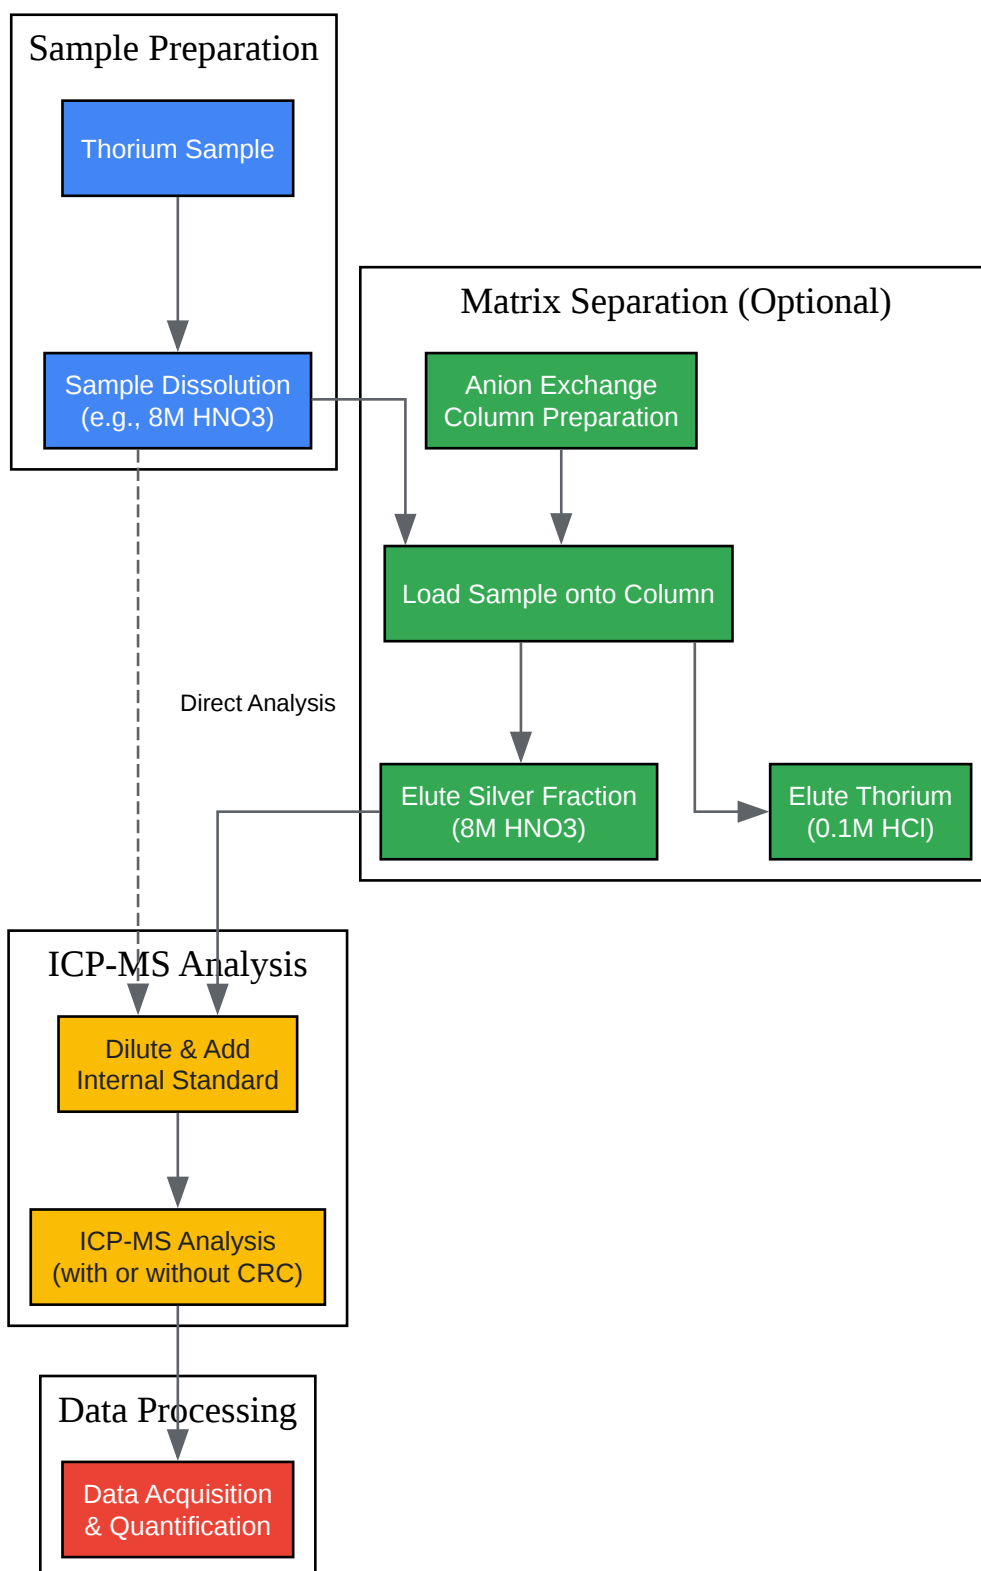 Sample Preparation
Thorium Sample
Sample Dissolution
(e.g., 8M HNO3)
Matrix Separation (Optional)
Anion Exchange
Column Preparation
Load Sample onto Column
Direct Analysis
Elute Silver Fraction
(8M HNO3)
Elute Thorium
(0.1M HCl)
ICP-MS Analysis
Dilute & Add
Internal Standard
ICP-MS Analysis
(with or without CRC)
Data Processing
Data Acquisition
& Quantification